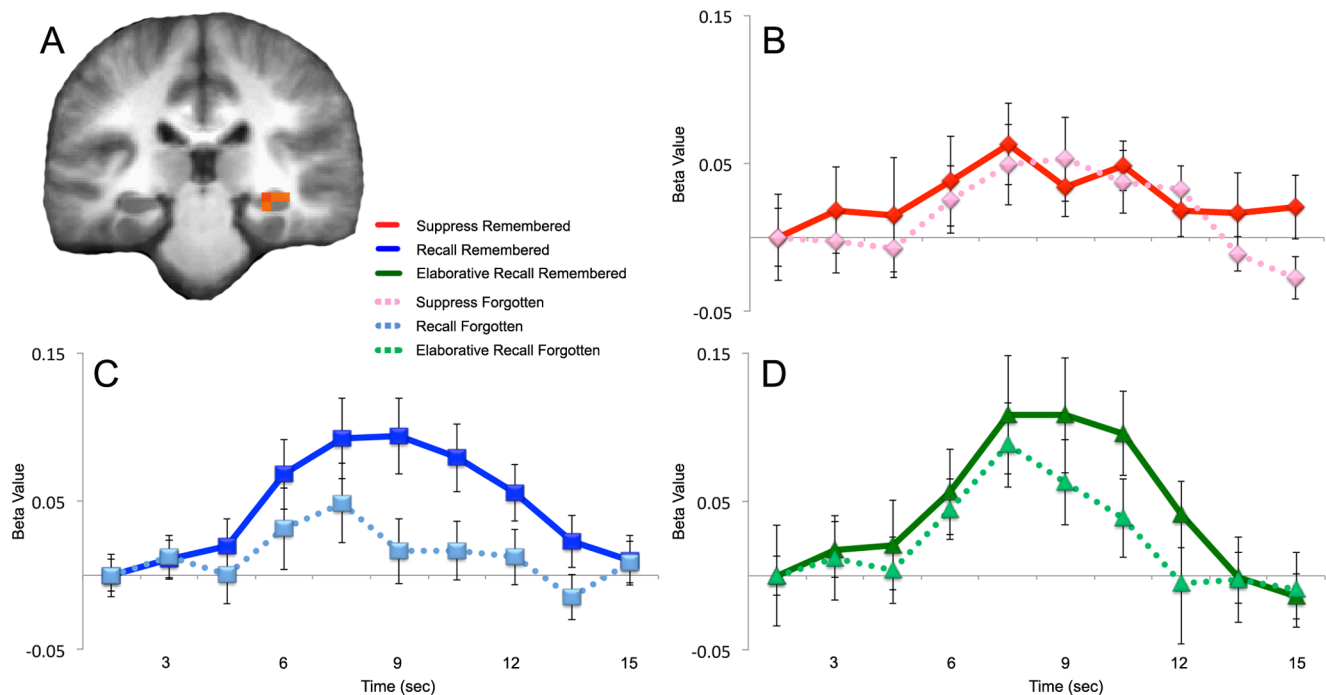 A
Suppress Remembered
Recall Remembered
Elaborative Recall Remembered
Suppress Forgotten
Recall Forgotten
Elaborative Recall Forgotten
B
0.15
0.05
-0.05
Beta Value
C
0.15
0.05
-0.05
Beta Value
3 6 9 12 15
Time (sec)
D
0.15
0.05
-0.05
Beta Value
3 6 9 12 15
Time (sec)